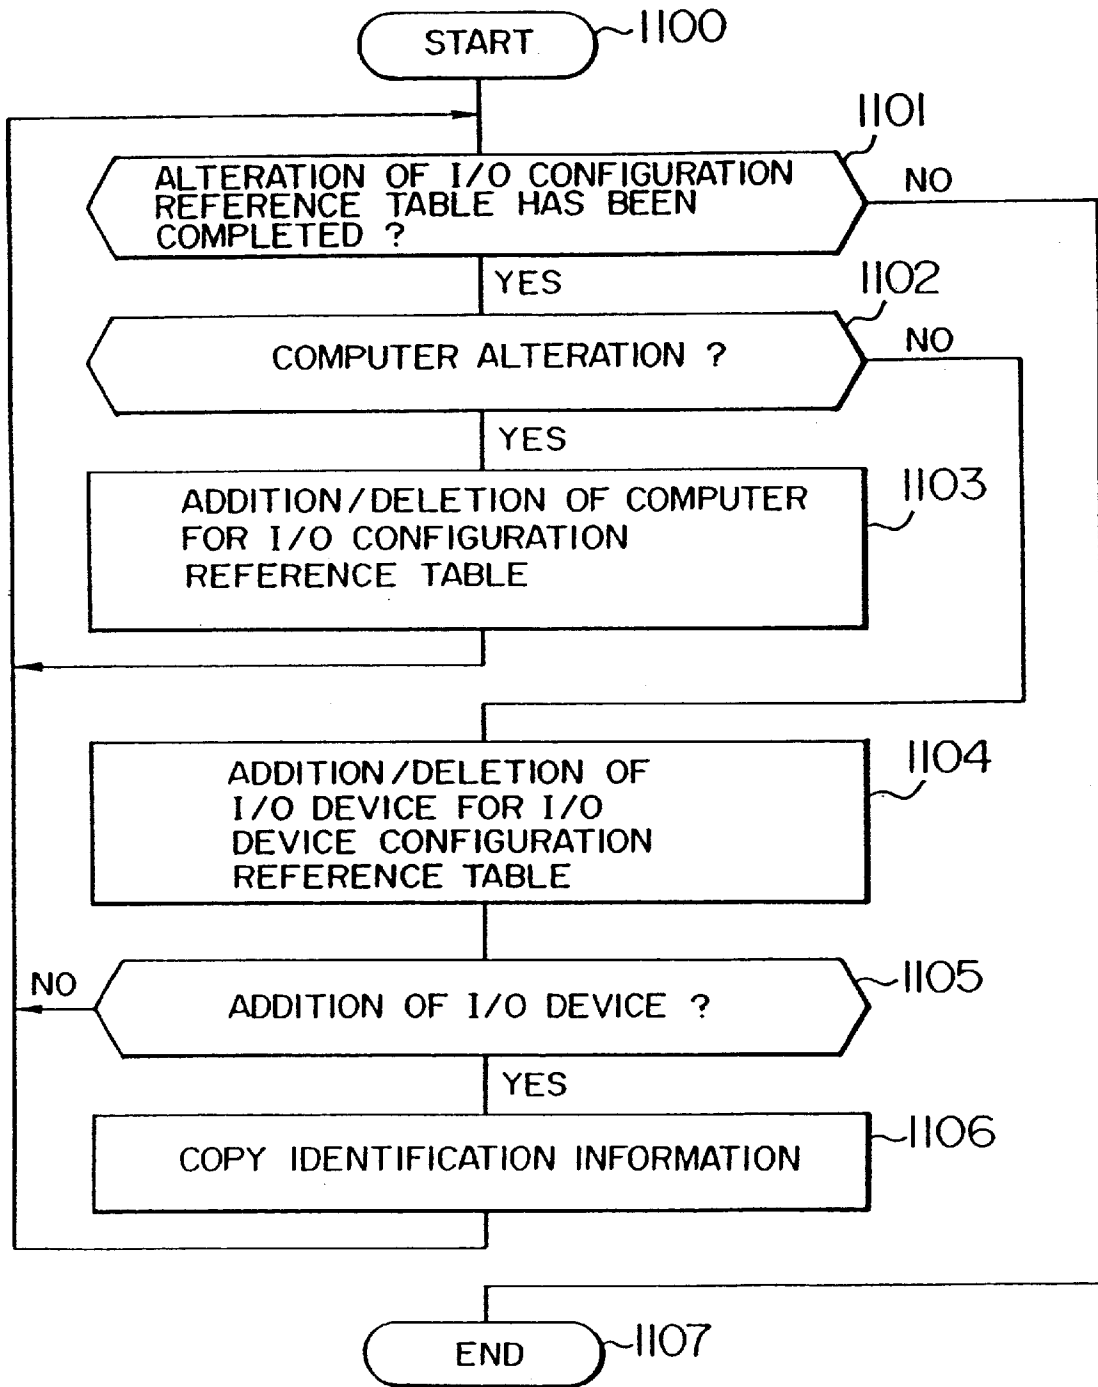 START
1100
1101
ALTERATION OF I/O CONFIGURATION
REFERENCE TABLE HAS BEEN
COMPLETED ?
NO
YES
1102
COMPUTER ALTERATION ?
NO
YES
1103
ADDITION/DELETION OF COMPUTER
FOR I/O CONFIGURATION
REFERENCE TABLE
1104
ADDITION/DELETION OF
I/O DEVICE FOR I/O
DEVICE CONFIGURATION
REFERENCE TABLE
NO
1105
ADDITION OF I/O DEVICE ?
YES
1106
COPY IDENTIFICATION INFORMATION
END
1107